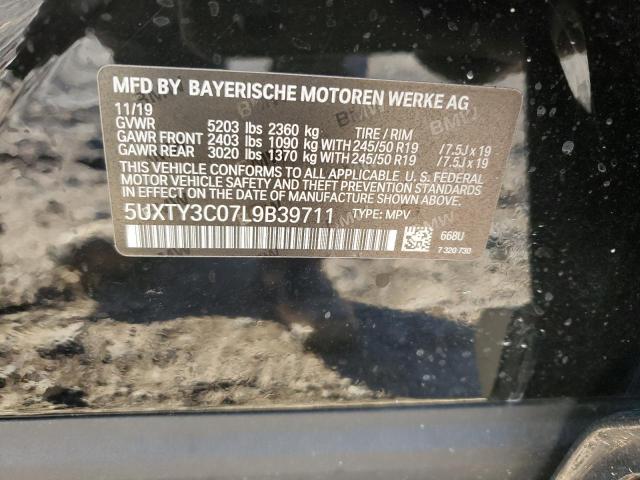 MFD BY BAYERISCHE MOTOREN WERKE AG
11/19
GVWR 5203 lbs 2360 kg TIRE / RIM
GAWR FRONT 2403 lbs 1090 kg WITH 245/50 R19 / 7.5J x 19
GAWR REAR 3020 lbs 1370 kg WITH 245/50 R19 / 7.5J x 19
THIS VEHICLE CONFORMS TO ALL APPLICABLE U. S. FEDERAL
MOTOR VEHICLE SAFETY AND THEFT PREVENTION STANDARDS IN
EFFECT ON THE DATE OF MANUFACTURE SHOWN ABOVE.
5UXTY3C07L9B39711 TYPE: MPV
668U
7 320 730